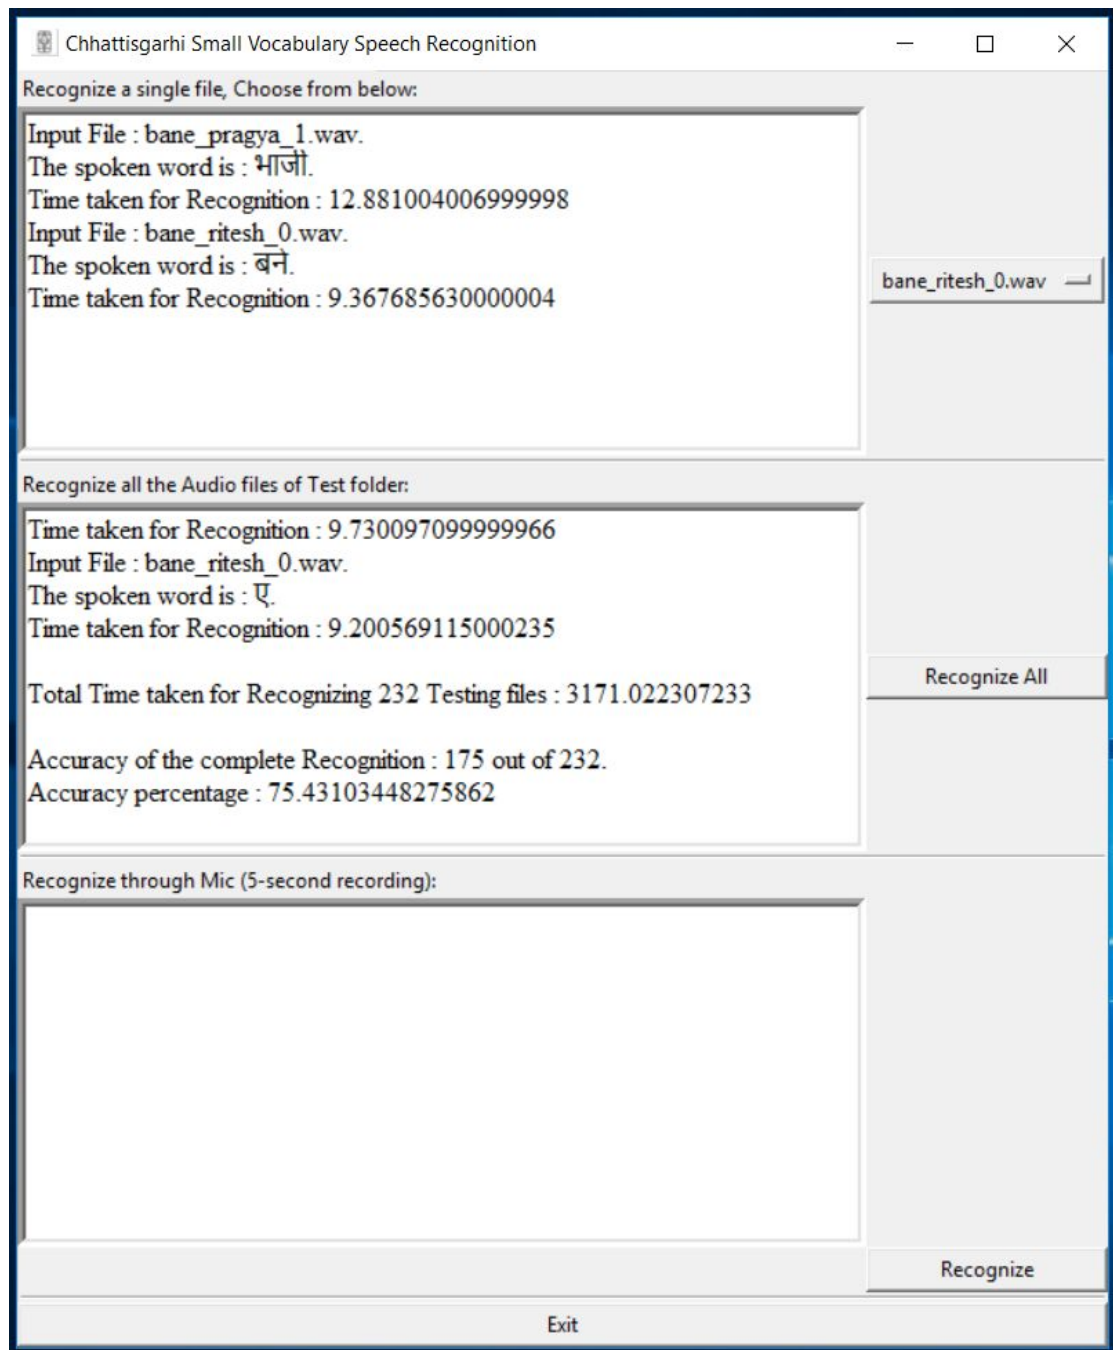 Chhattisgarhi Small Vocabulary Speech Recognition
Recognize a single file, Choose from below:
Input File : bane_pragya_1.wav.
The spoken word is : भाजी.
Time taken for Recognition : 12.881004006999998
Input File : bane_ritesh_0.wav.
The spoken word is : बने.
Time taken for Recognition : 9.367685630000004
bane_ritesh_0.wav
Recognize all the Audio files of Test folder:
Time taken for Recognition : 9.730097099999966
Input File : bane_ritesh_0.wav.
The spoken word is : ए.
Time taken for Recognition : 9.200569115000235
Total Time taken for Recognizing 232 Testing files : 3171.022307233
Accuracy of the complete Recognition : 175 out of 232.
Accuracy percentage : 75.43103448275862
Recognize All
Recognize through Mic (5-second recording):
Recognize
Exit